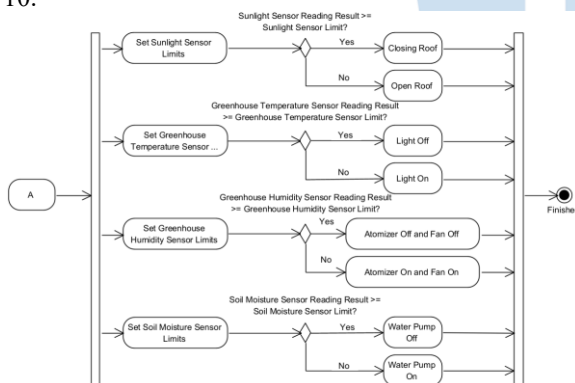 10.
Sunlight Sensor Reading Result >=
Sunlight Sensor Limit?
Set Sunlight Sensor
Limits
Yes
Closing Roof
No
Open Roof
Greenhouse Temperature Sensor Reading Result
>= Greenhouse Temperature Sensor Limit?
Set Greenhouse
Temperature Sensor ...
Yes
Light Off
No
Light On
A
Finished
Greenhouse Humidity Sensor Reading Result
>= Greenhouse Humidity Sensor Limit?
Set Greenhouse
Humidity Sensor Limits
Yes
Atomizer Off and Fan Off
No
Atomizer On and Fan On
Soil Moisture Sensor Reading Result >=
Soil Moisture Sensor Limit?
Set Soil Moisture Sensor
Limits
Yes
Water Pump
Off
No
Water Pump
On